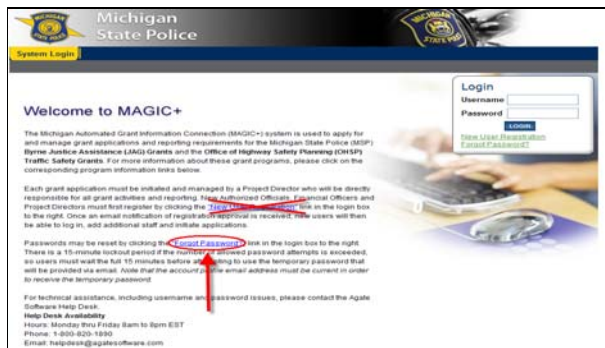 Michigan
State Police
System Login
Login
Username
Password
LOGIN
New User Registration
Forgot Password?
Welcome to MAGIC+
The Michigan Automated Grant Information Connection (MAGIC+) system is used to apply for
and manage grant applications and reporting requirements for the Michigan State Police (MSP)
Byrne Justice Assistance (JAG) Grants and the Office of Highway Safety Planning (OHSP)
Traffic Safety Grants. For more information about these grant programs, please click on the
corresponding program information links below.
Each grant application must be initiated and managed by a Project Director who will be directly
responsible for all grant activities and reporting. New Authorized Officials, Financial Officers and
Project Directors must first register by clicking the "New User Registration" link in the login box
to the right. Once an email notification of registration approval is received, new users will then
be able to log in, add additional staff and initiate applications.
Passwords may be reset by clicking the "Forgot Password?" link in the login box to the right.
There is a 15-minute lockout period if the number of allowed password attempts is exceeded,
so users must wait the full 15 minutes before attempting to use the temporary password that
will be provided via email. Note that the account profile email address must be current in order
to receive the temporary password.
For technical assistance, including username and password issues, please contact the Agate
Software Help Desk.
Help Desk Availability
Hours: Monday thru Friday 8am to 8pm EST
Phone: 1-800-820-1890
Email: helpdesk@agatesoftware.com